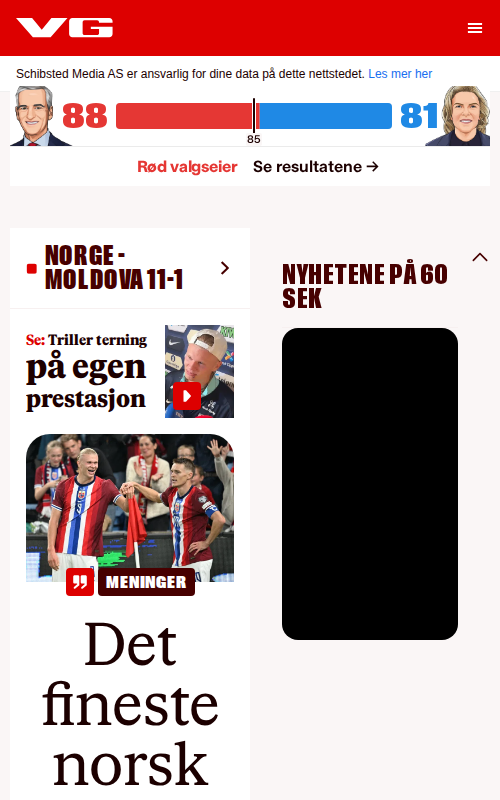 VG
Schibsted Media AS er ansvarlig for dine data på dette nettstedet. Les mer her
88
81
85
Rød valgseier Se resultatene →
NORGE -
MOLDOVA 11-1
Se: Triller terning
på egen
prestasjon
MENINGER
Det
fineste
norsk
NYHETENE PÅ 60
SEK